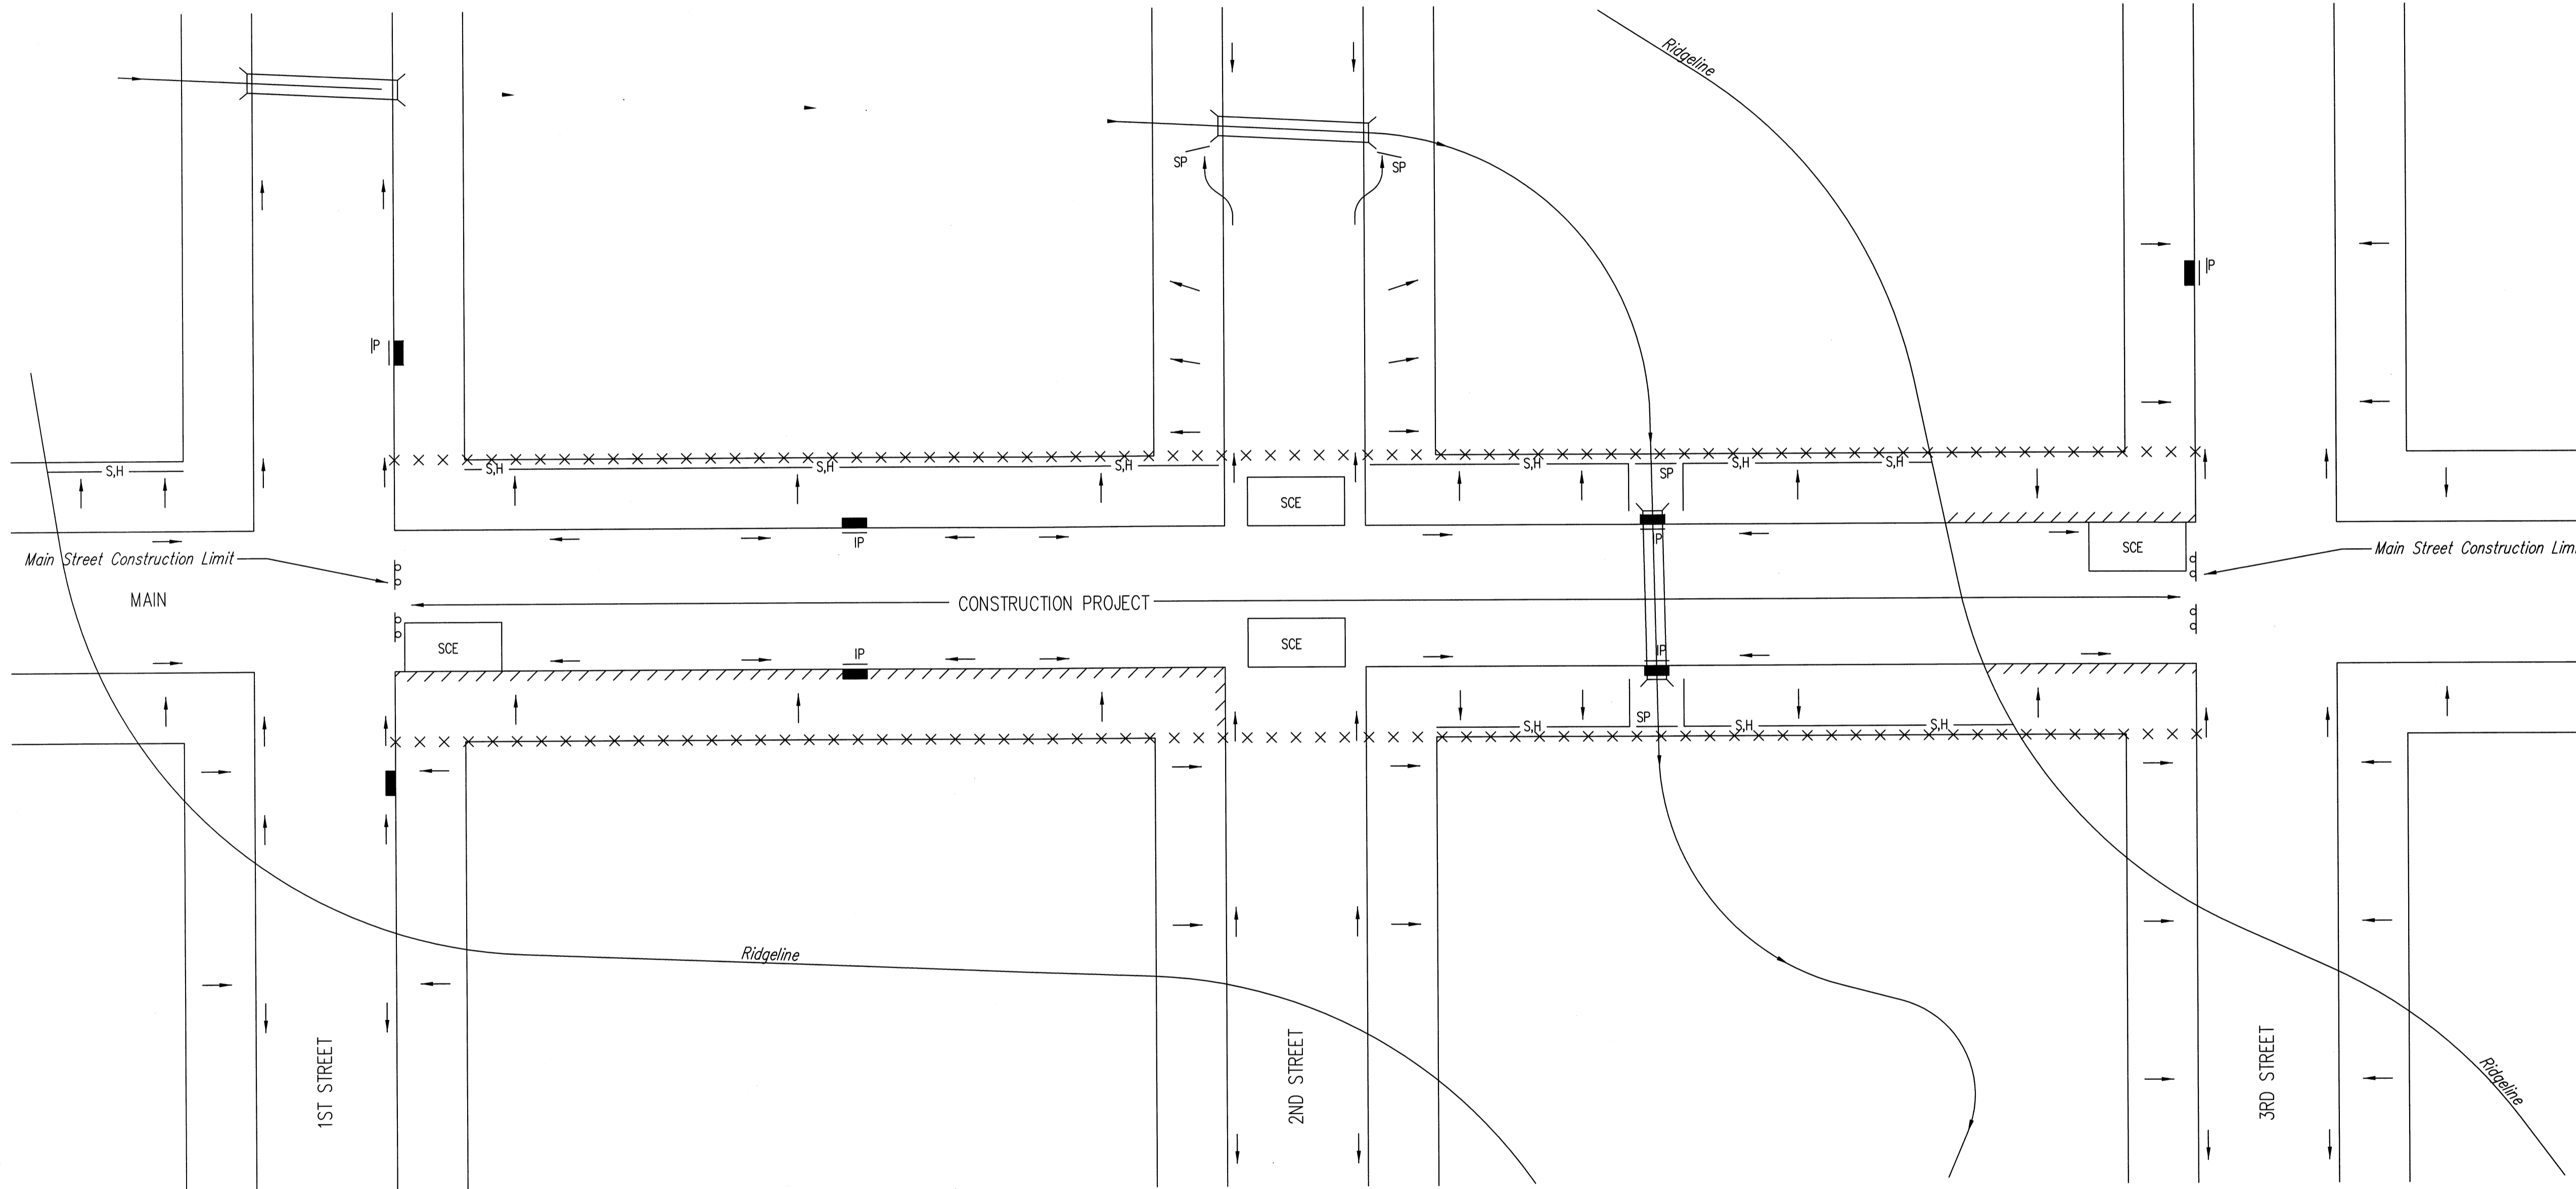 Ridgeline
SP
SP
IP
IP
S,H
S,H
S,H
S,H
S,H
SP
S,H
S,H
SCE
IP
IP
SCE
Main Street Construction Limit
Main Street Construction Lim
MAIN
CONSTRUCTION PROJECT
SCE
IP
SCE
IP
S,H
SP
S,H
S,H
Ridgeline
1ST STREET
2ND STREET
3RD STREET
Ridgeline